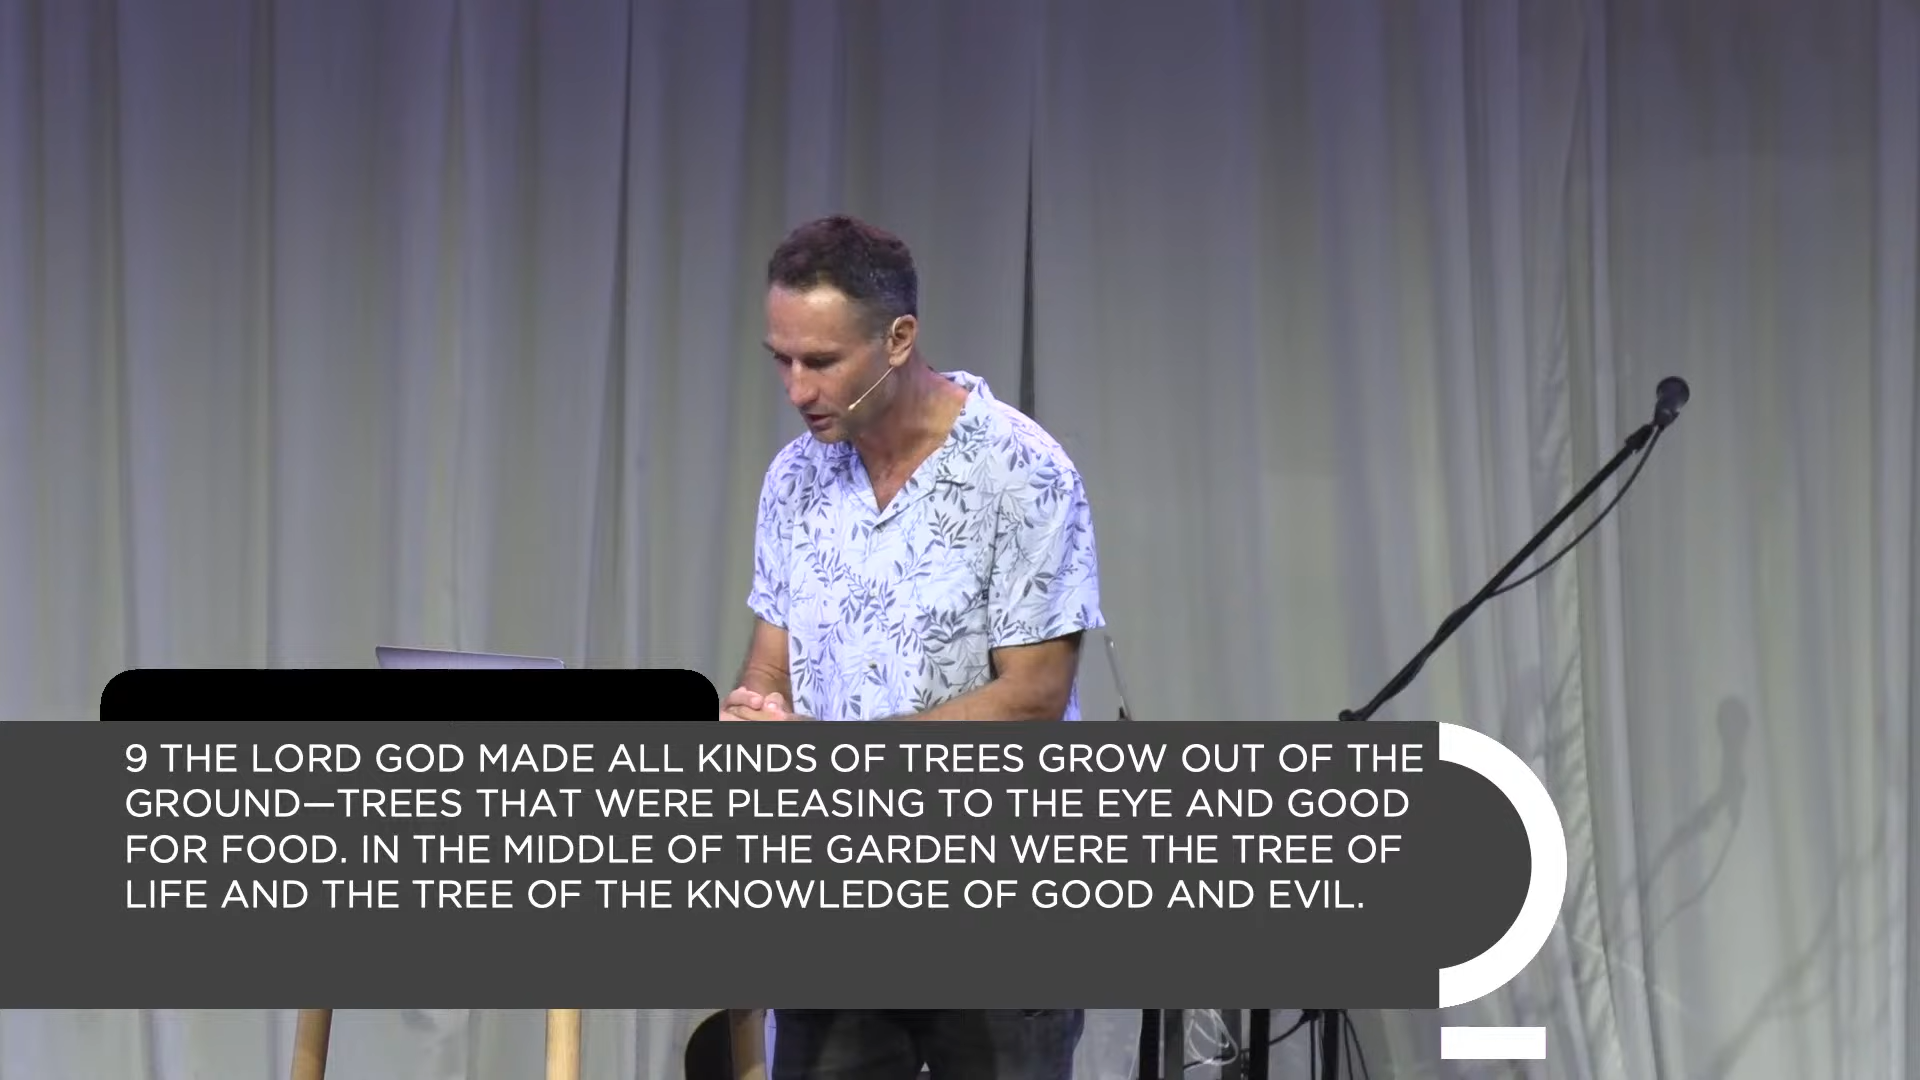 9 THE LORD GOD MADE ALL KINDS OF TREES GROW OUT OF THE
GROUND—TREES THAT WERE PLEASING TO THE EYE AND GOOD
FOR FOOD. IN THE MIDDLE OF THE GARDEN WERE THE TREE OF
LIFE AND THE TREE OF THE KNOWLEDGE OF GOOD AND EVIL.